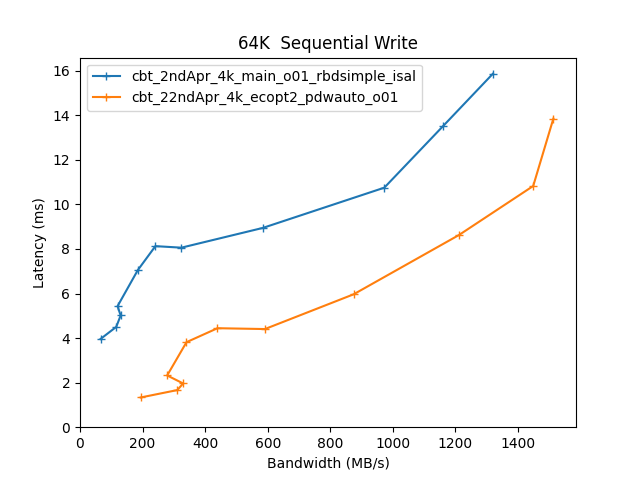 64K  Sequential Write
cbt_2ndApr_4k_main_o01_rbdsimple_isal
cbt_22ndApr_4k_ecopt2_pdwauto_o01
16
14
12
10
8
6
4
2
0
Latency (ms)
0 200 400 600 800 1000 1200 1400
Bandwidth (MB/s)